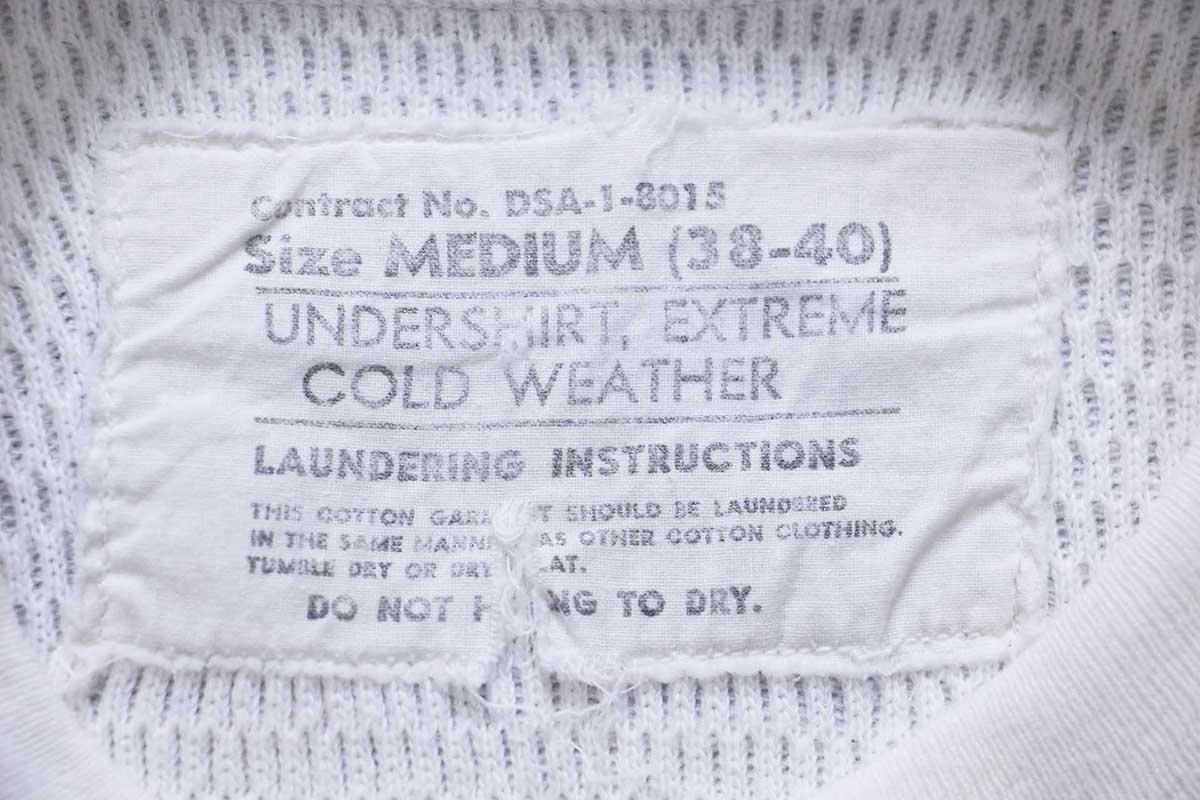 Contract No. DSA-1-8015
Size MEDIUM (38-40)
UNDERSHIRT, EXTREME
COLD WEATHER
LAUNDERING INSTRUCTIONS
THIS COTTON SHOULD BE LAUNDERED
IN THE SAME AS OTHER COTTON CLOTHING.
TUMBLE DRY OR DRY
DO NOT TO DRY.